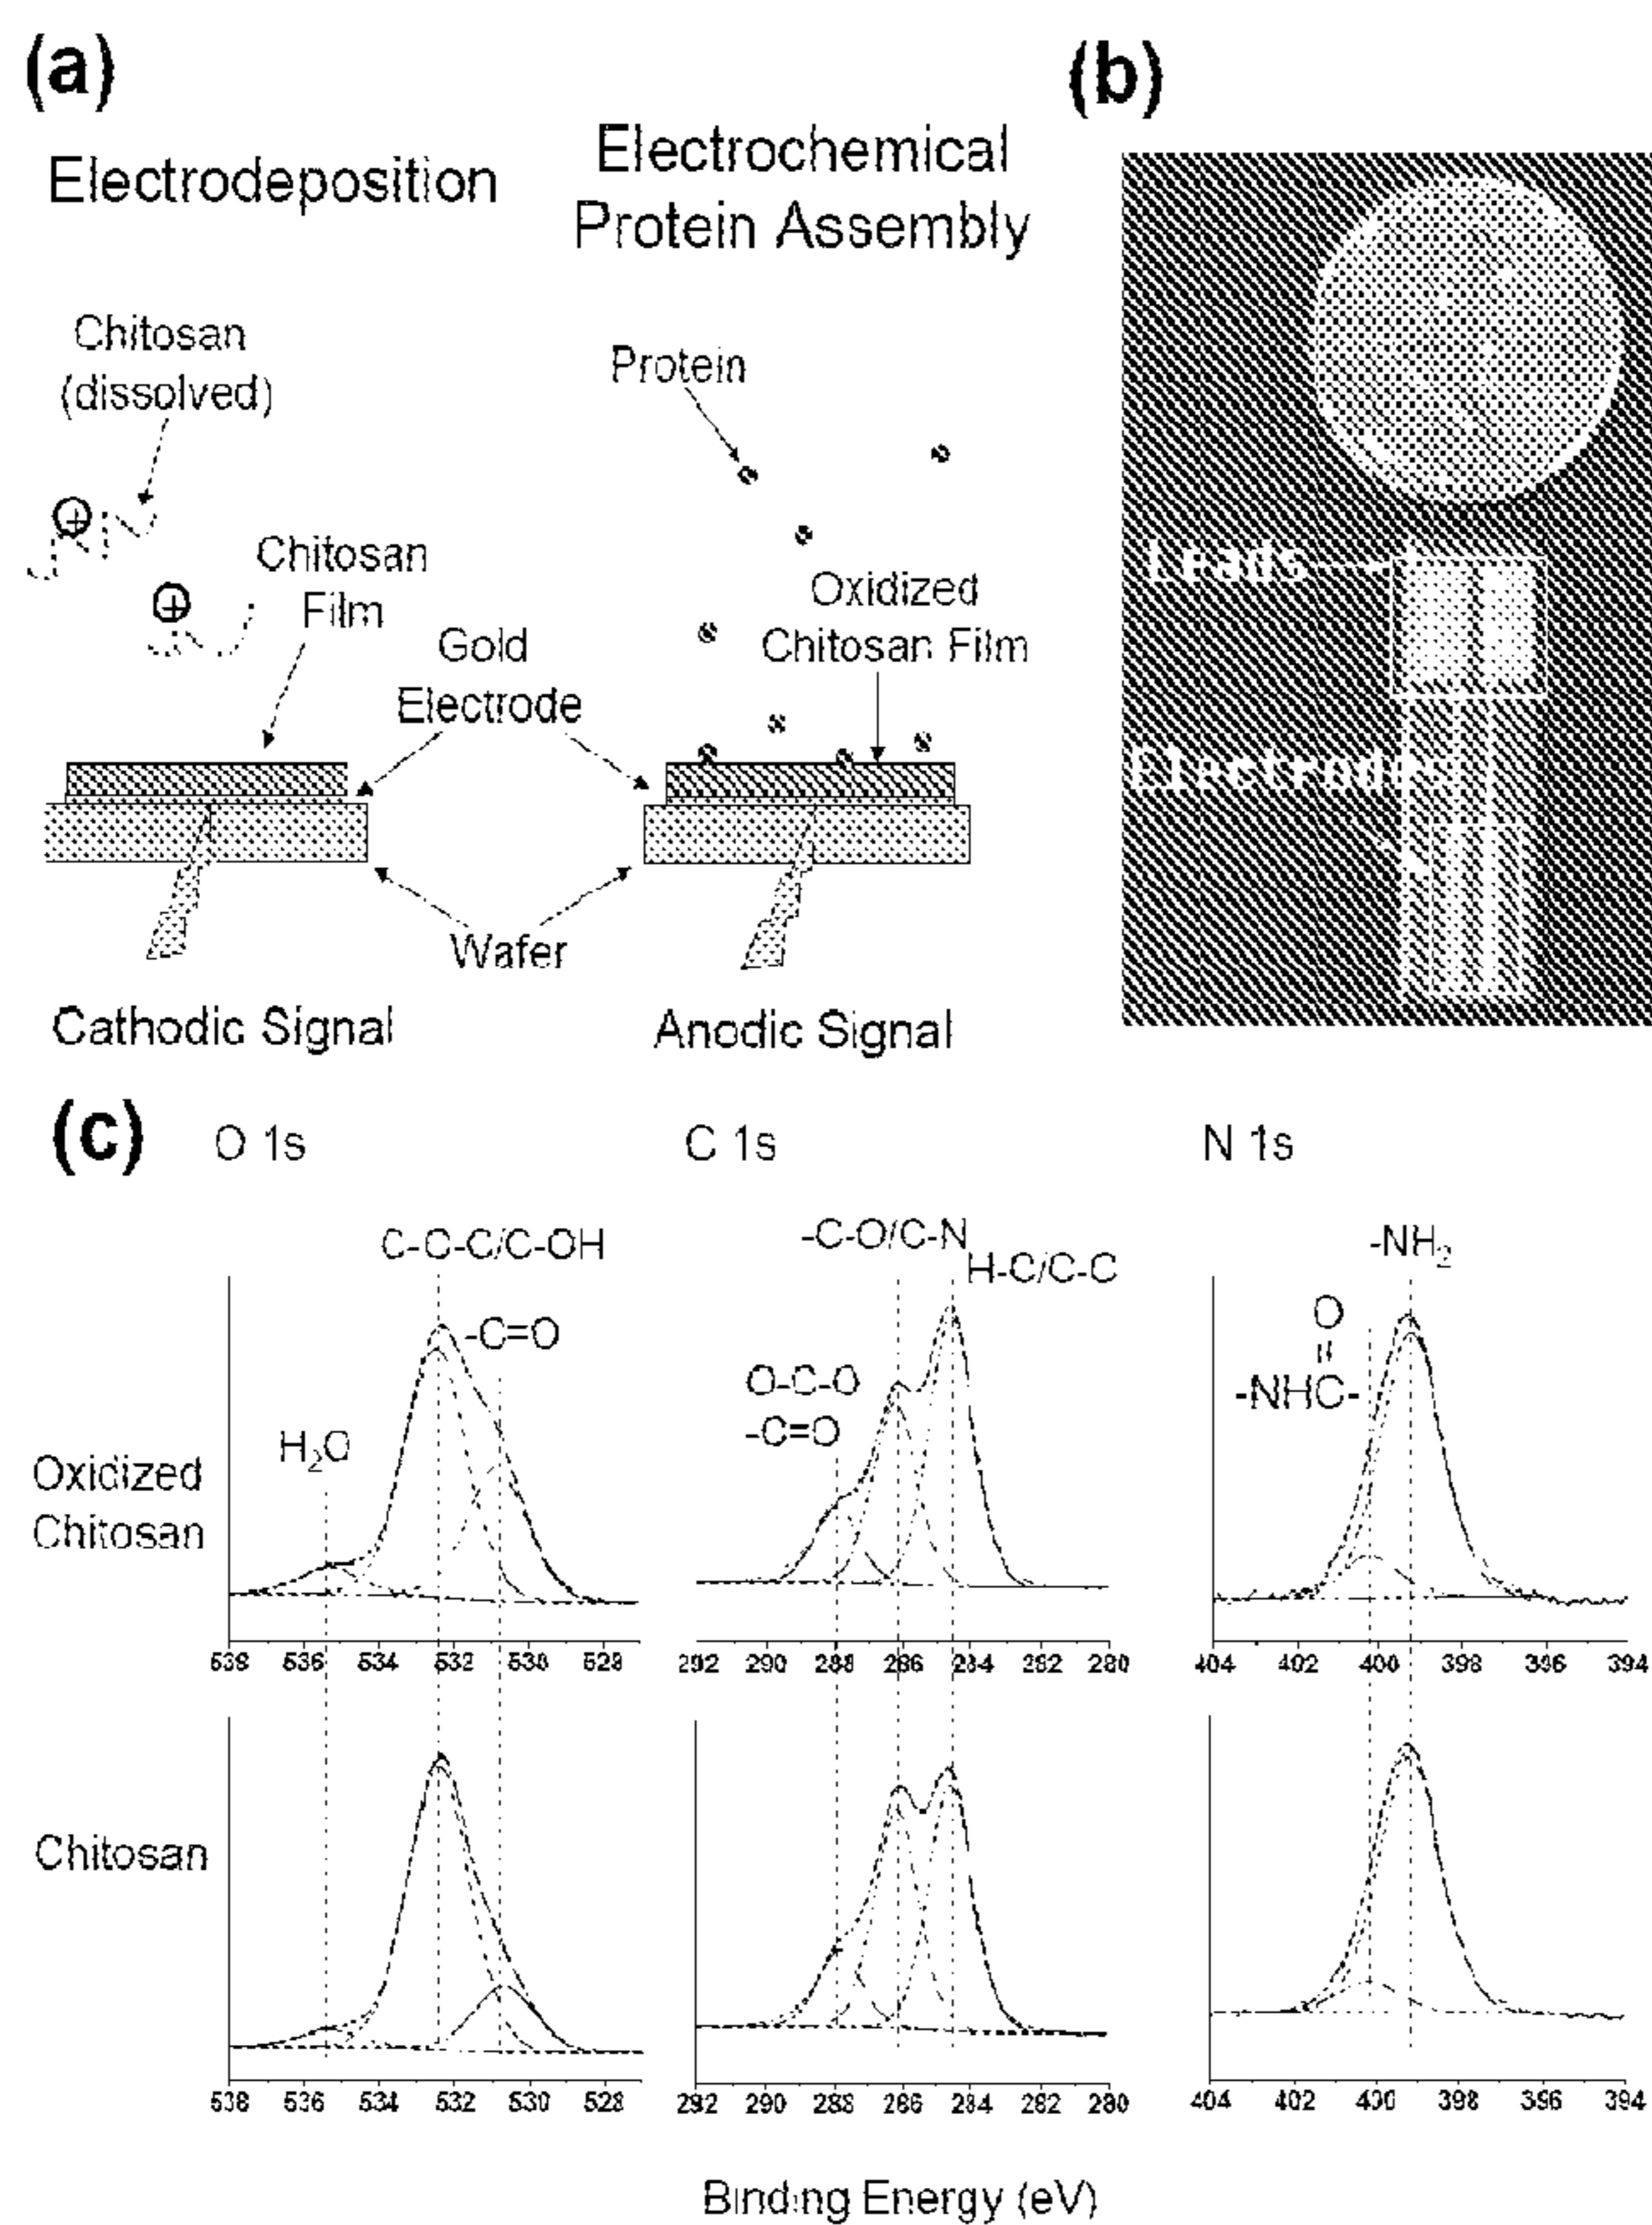 (a)
Electrodeposition
Electrochemical
Protein Assembly
Chitosan
(dissolved)
Protein
Chitosan
Film
Gold
Electrode
Oxidized
Chitosan Film
Wafer
Cathodic Signal
Anodic Signal
(b)
Leads
Electrode
(c)
O 1s
C 1s
N 1s
C-O-C/C-OH
-C=O
H2O
-C-O/C-N
H-C/C-C
O-C-O
-C=O
-NH2
O
=
-NHC-
Oxidized
Chitosan
538 536 534 532 530 528
292 290 288 286 284 282 280
404 402 400 398 396 394
Chitosan
538 536 534 532 530 528
292 290 288 286 284 282 280
404 402 400 398 396 394
Binding Energy (eV)